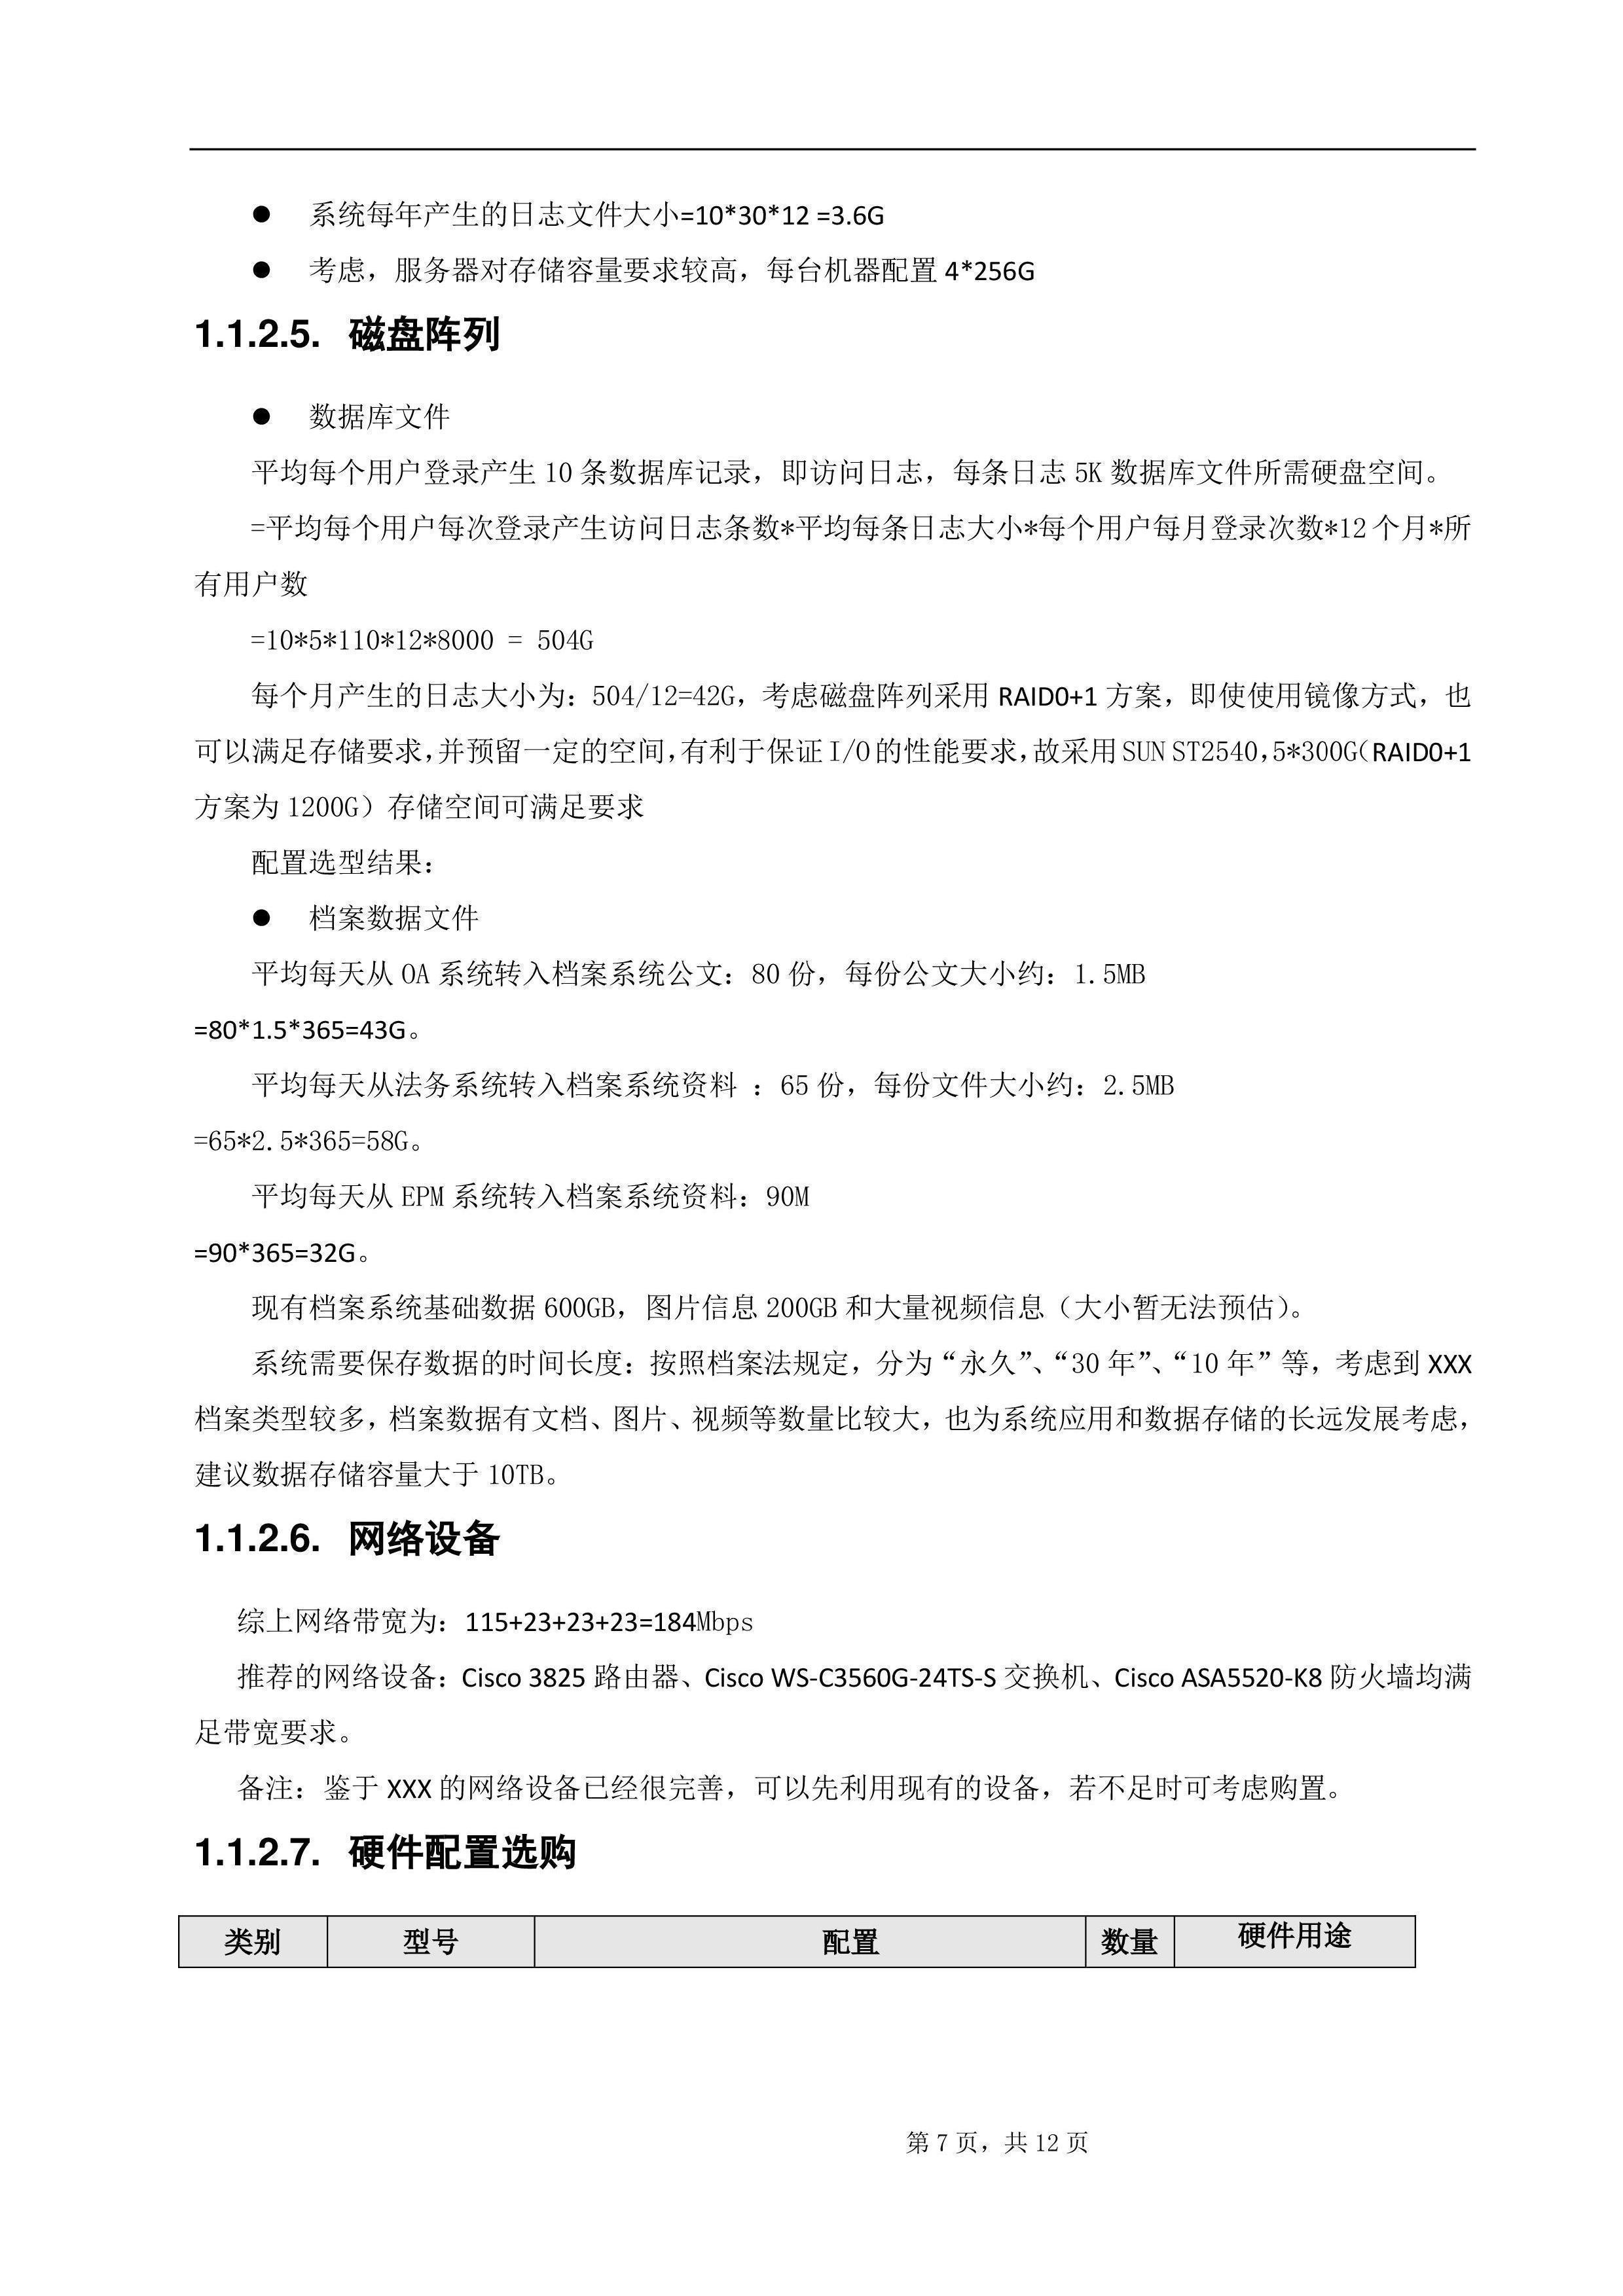 ● 系统每年产生的日志文件大小=10*30*12 =3.6G
● 考虑，服务器对存储容量要求较高，每台机器配置 4*256G
1.1.2.5. 磁盘阵列
● 数据库文件
平均每个用户登录产生 10 条数据库记录，即访问日志，每条日志 5K 数据库文件所需硬盘空间。
=平均每个用户每次登录产生访问日志条数*平均每条日志大小*每个用户每月登录次数*12 个月*所
有用户数
=10*5*110*12*8000 = 504G
每个月产生的日志大小为：504/12=42G，考虑磁盘阵列采用 RAID0+1 方案，即使使用镜像方式，也
可以满足存储要求，并预留一定的空间，有利于保证 I/O 的性能要求，故采用 SUN ST2540，5*300G（RAID0+1
方案为 1200G）存储空间可满足要求
配置选型结果：
● 档案数据文件
平均每天从 OA 系统转入档案系统公文：80 份，每份公文大小约：1.5MB
=80*1.5*365=43G。
平均每天从法务系统转入档案系统资料 ：65 份，每份文件大小约：2.5MB
=65*2.5*365=58G。
平均每天从 EPM 系统转入档案系统资料：90M
=90*365=32G。
现有档案系统基础数据 600GB，图片信息 200GB 和大量视频信息（大小暂无法预估）。
系统需要保存数据的时间长度：按照档案法规定，分为“永久”、“30 年”、“10 年”等，考虑到 XXX
档案类型较多，档案数据有文档、图片、视频等数量比较大，也为系统应用和数据存储的长远发展考虑，
建议数据存储容量大于 10TB。
1.1.2.6. 网络设备
综上网络带宽为：115+23+23+23=184Mbps
推荐的网络设备：Cisco 3825 路由器、Cisco WS-C3560G-24TS-S 交换机、Cisco ASA5520-K8 防火墙均满
足带宽要求。
备注：鉴于 XXX 的网络设备已经很完善，可以先利用现有的设备，若不足时可考虑购置。
1.1.2.7. 硬件配置选购
类别 型号 配置 数量 硬件用途
第 7 页，共 12 页